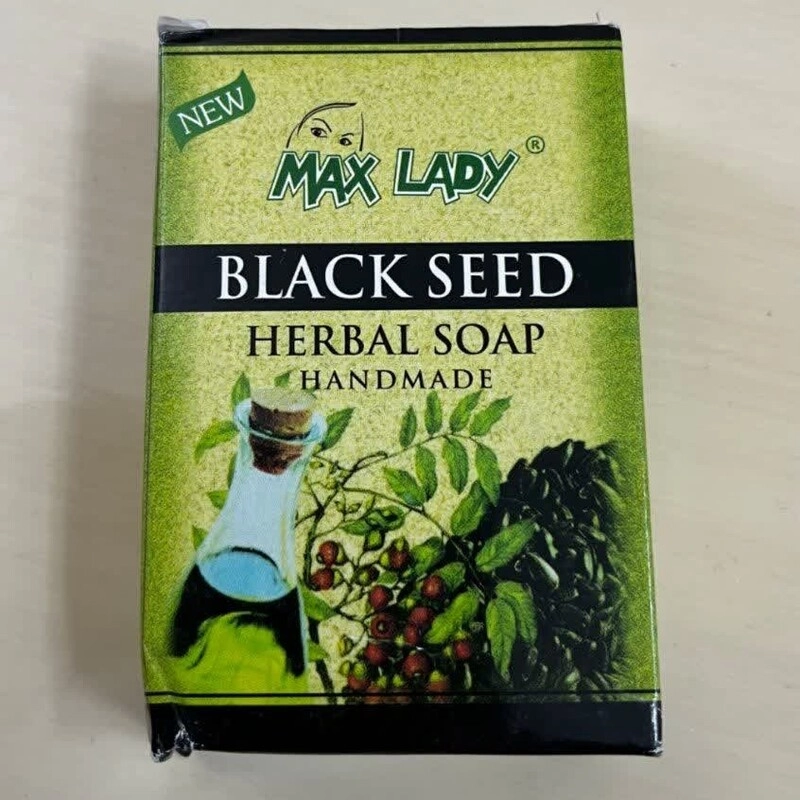 NEW
MAX LADY ®
BLACK SEED
HERBAL SOAP
HANDMADE